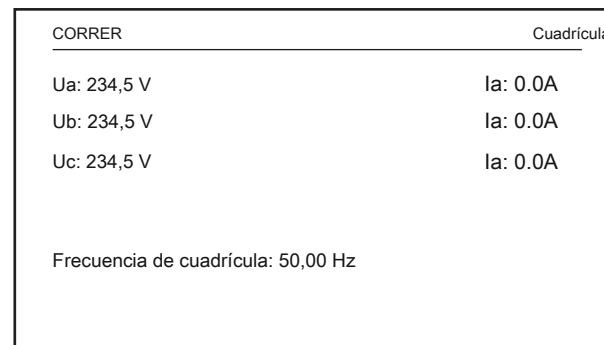 CORRER Cuadrícula
Ua: 234,5 V Ia: 0.0A
Ub: 234,5 V Ia: 0.0A
Uc: 234,5 V Ia: 0.0A
Frecuencia de cuadrícula: 50,00 Hz